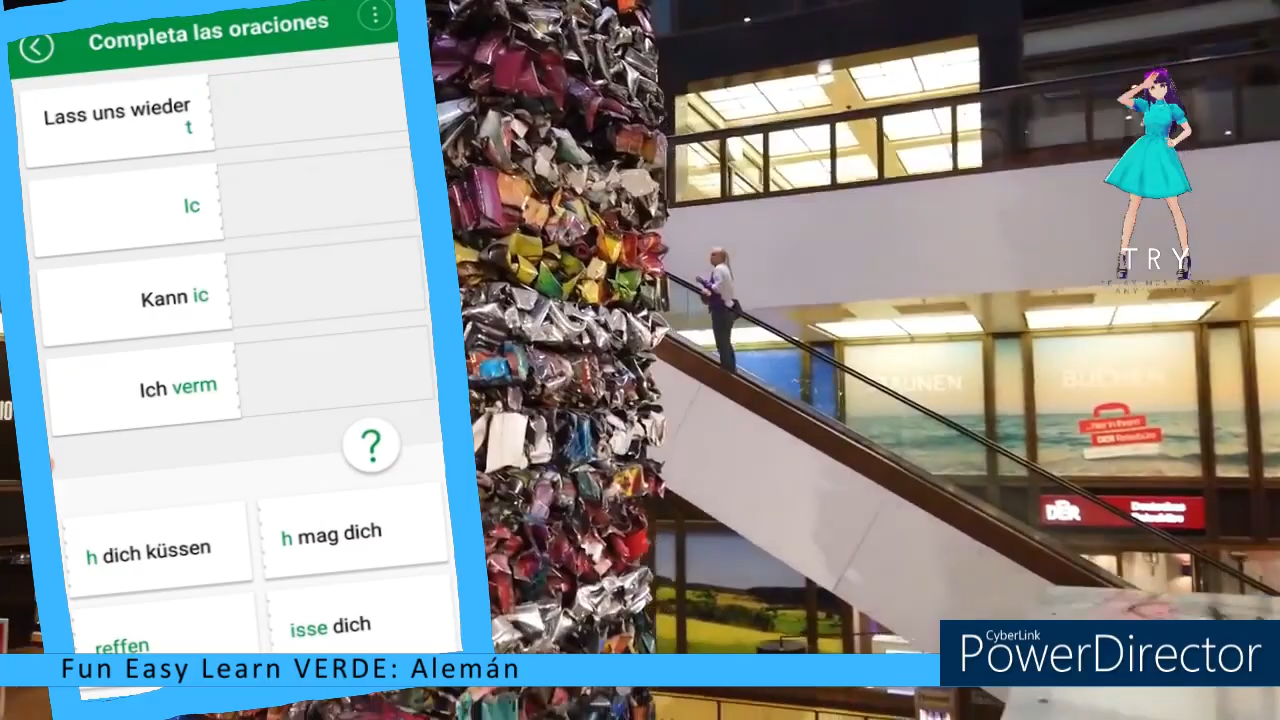 Completa las oraciones
Lass uns wieder
t
Ic
Kann ic
Ich verm
?
h dich küssen
h mag dich
reffen
isse dich
Fun Easy Learn VERDE: Alemán
TRY
DER
CyberLink
PowerDirector